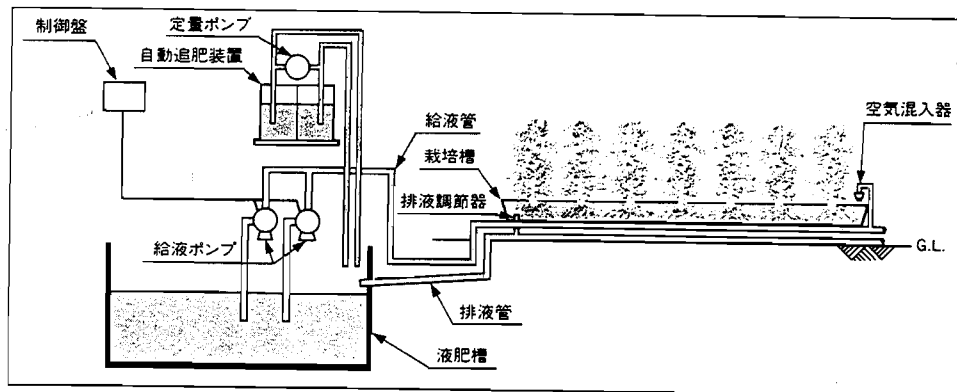 制御盤
定量ポンプ
自動追肥装置
給液管
栽培槽
排液調節器
空気混入器
給液ポンプ
G.L.
排液管
液肥槽